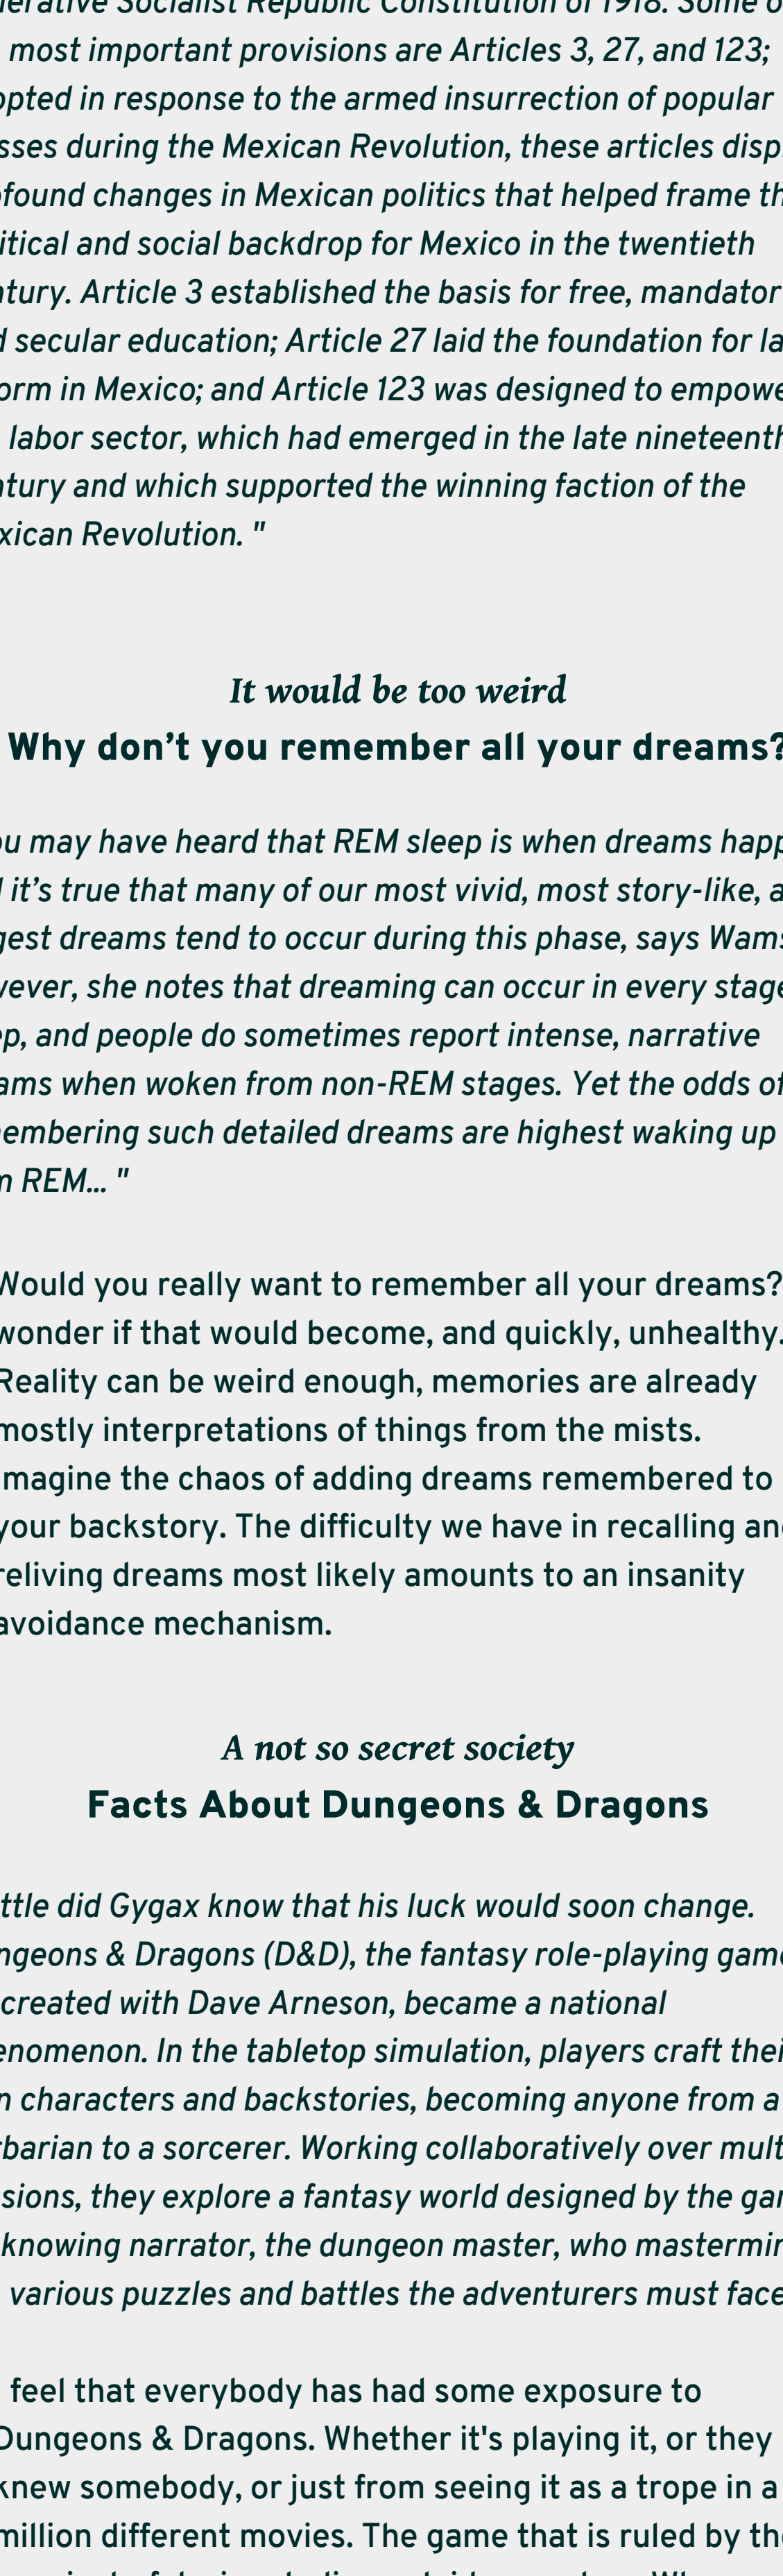 erative Socialist Republic Constitution of 1918. Some o
most important provisions are Articles 3, 27, and 123;
opted in response to the armed insurrection of popular
sses during the Mexican Revolution, these articles disp
found changes in Mexican politics that helped frame th
itical and social backdrop for Mexico in the twentieth
ntury. Article 3 established the basis for free, mandator
d secular education; Article 27 laid the foundation for la
orm in Mexico; and Article 123 was designed to empowe
labor sector, which had emerged in the late nineteenth
ntury and which supported the winning faction of the
xican Revolution. "
It would be too weird
Why don’t you remember all your dreams?
ou may have heard that REM sleep is when dreams happ
d it’s true that many of our most vivid, most story-like, a
gest dreams tend to occur during this phase, says Wams
wever, she notes that dreaming can occur in every stage
ep, and people do sometimes report intense, narrative
ams when woken from non-REM stages. Yet the odds of
membering such detailed dreams are highest waking up
m REM... "
Would you really want to remember all your dreams?
wonder if that would become, and quickly, unhealthy.
Reality can be weird enough, memories are already
mostly interpretations of things from the mists.
magine the chaos of adding dreams remembered to
your backstory. The difficulty we have in recalling an
reliving dreams most likely amounts to an insanity
avoidance mechanism.
A not so secret society
Facts About Dungeons & Dragons
ttle did Gygax know that his luck would soon change.
ngeons & Dragons (D&D), the fantasy role-playing game
created with Dave Arneson, became a national
enomenon. In the tabletop simulation, players craft thei
n characters and backstories, becoming anyone from a
rbarian to a sorcerer. Working collaboratively over mult
sions, they explore a fantasy world designed by the gam
knowing narrator, the dungeon master, who mastermin
various puzzles and battles the adventurers must face
feel that everybody has had some exposure to
Dungeons & Dragons. Whether it's playing it, or they
knew somebody, or just from seeing it as a trope in a
million different movies. The game that is ruled by th